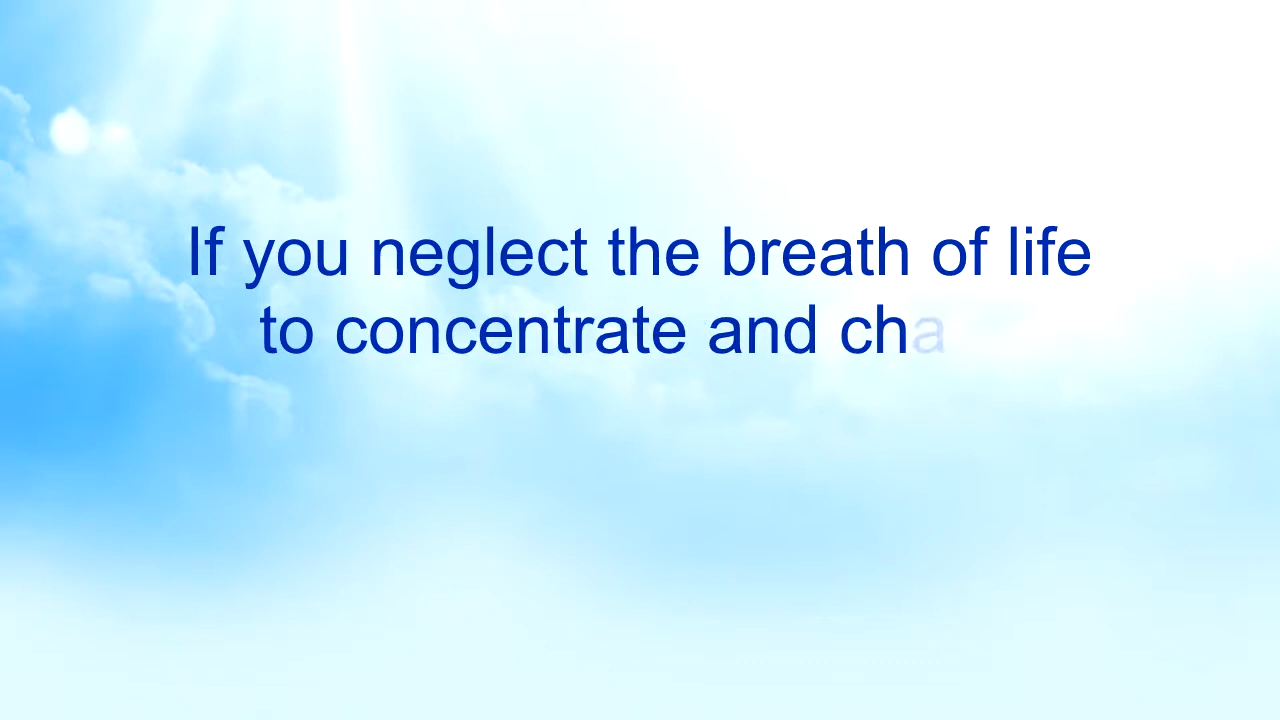 If you neglect the breath of life
to concentrate and cha